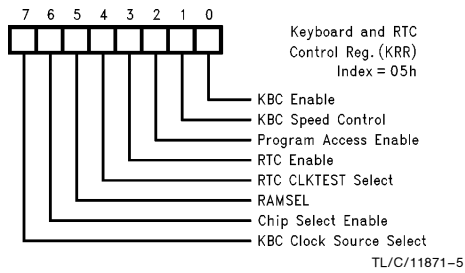 7 6 5 4 3 2 1 0
Keyboard and RTC
Control Reg. (KRR)
Index = 05h
KBC Enable
KBC Speed Control
Program Access Enable
RTC Enable
RTC CLKTEST Select
RAMSEL
Chip Select Enable
KBC Clock Source Select
TL/C/11871–5